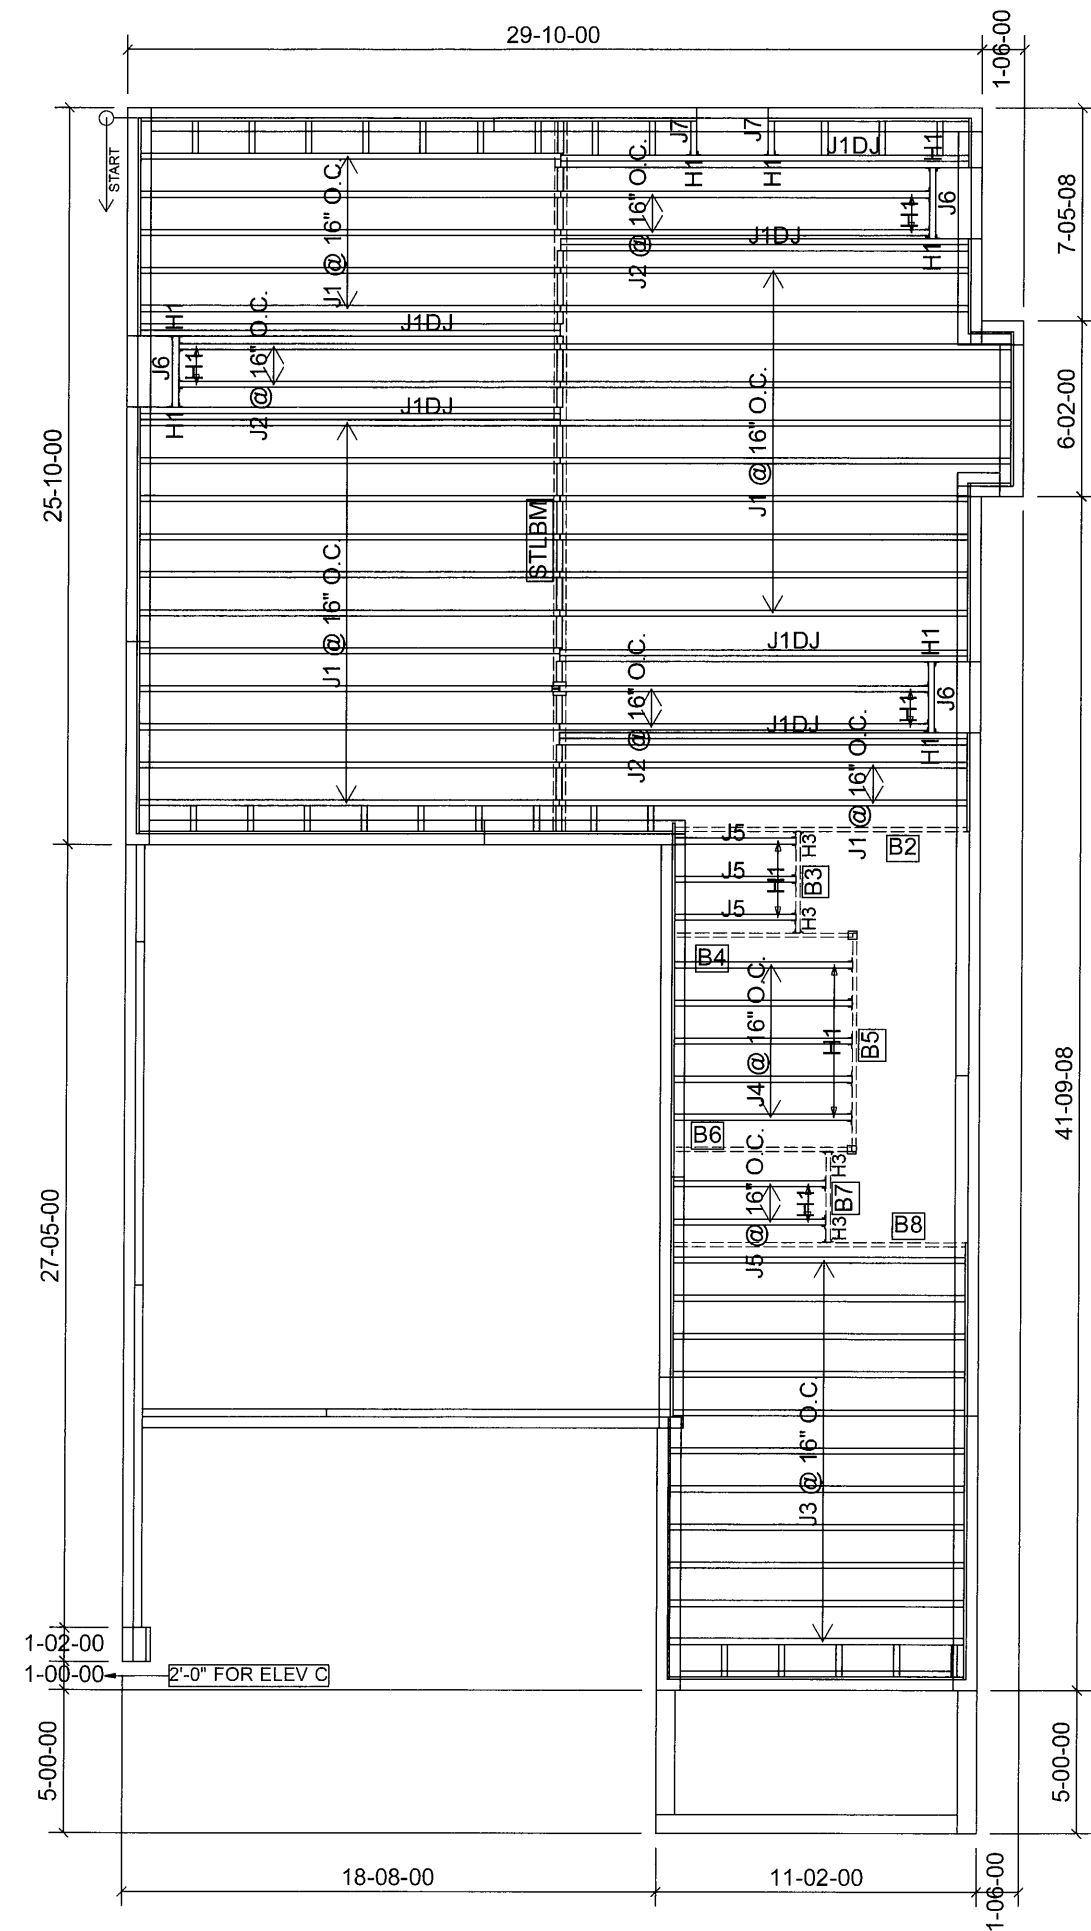 29-10-00
1-06-00
START
J7
J7
J1DJ
H1
H1
H1
J1 @ 16" O.C.
J2 @ 16" O.C.
H1
J6
J1DJ
H1
7-05-08
H1
J1DJ
J6
H1
J2 @ 16" O.C.
J1DJ
H1
J1 @ 16" O.C.
6-02-00
25-10-00
STLBM
J1 @ 16" O.C.
J1DJ
H1
J2 @ 16" O.C.
H1
J6
J1DJ
H1
J1 @ 16" O.C.
B2
J5
H3
J5
H1
B3
J5
H3
B4
J4 @ 16" O.C.
H1
B5
41-09-08
B6
H3
J5 @ 16" O.C.
H1
B7
H3
B8
27-05-00
J3 @ 16" O.C.
1-02-00
1-00-00
2'-0" FOR ELEV C
5-00-00
5-00-00
18-08-00
11-02-00
1-06-00